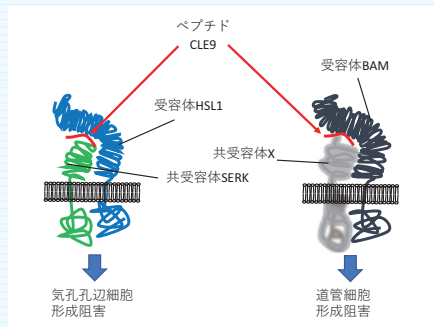 ペプチド
CLE9
受容体BAM
受容体HSL1
共受容体X
共受容体SERK
気孔孔辺細胞
形成阻害
道管細胞
形成阻害